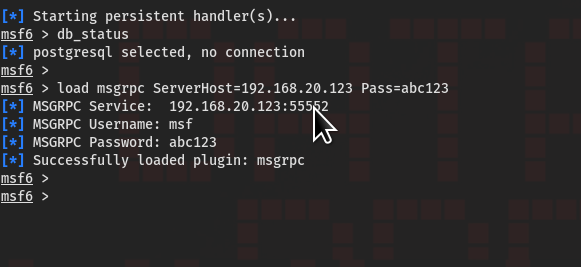 [*] Starting persistent handler(s)...
msf6 > db_status
[*] postgresql selected, no connection
msf6 >
msf6 > load msgrpc ServerHost=192.168.20.123 Pass=abc123
[*] MSGRPC Service:  192.168.20.123:55552
[*] MSGRPC Username: msf
[*] MSGRPC Password: abc123
[*] Successfully loaded plugin: msgrpc
msf6 >
msf6 >